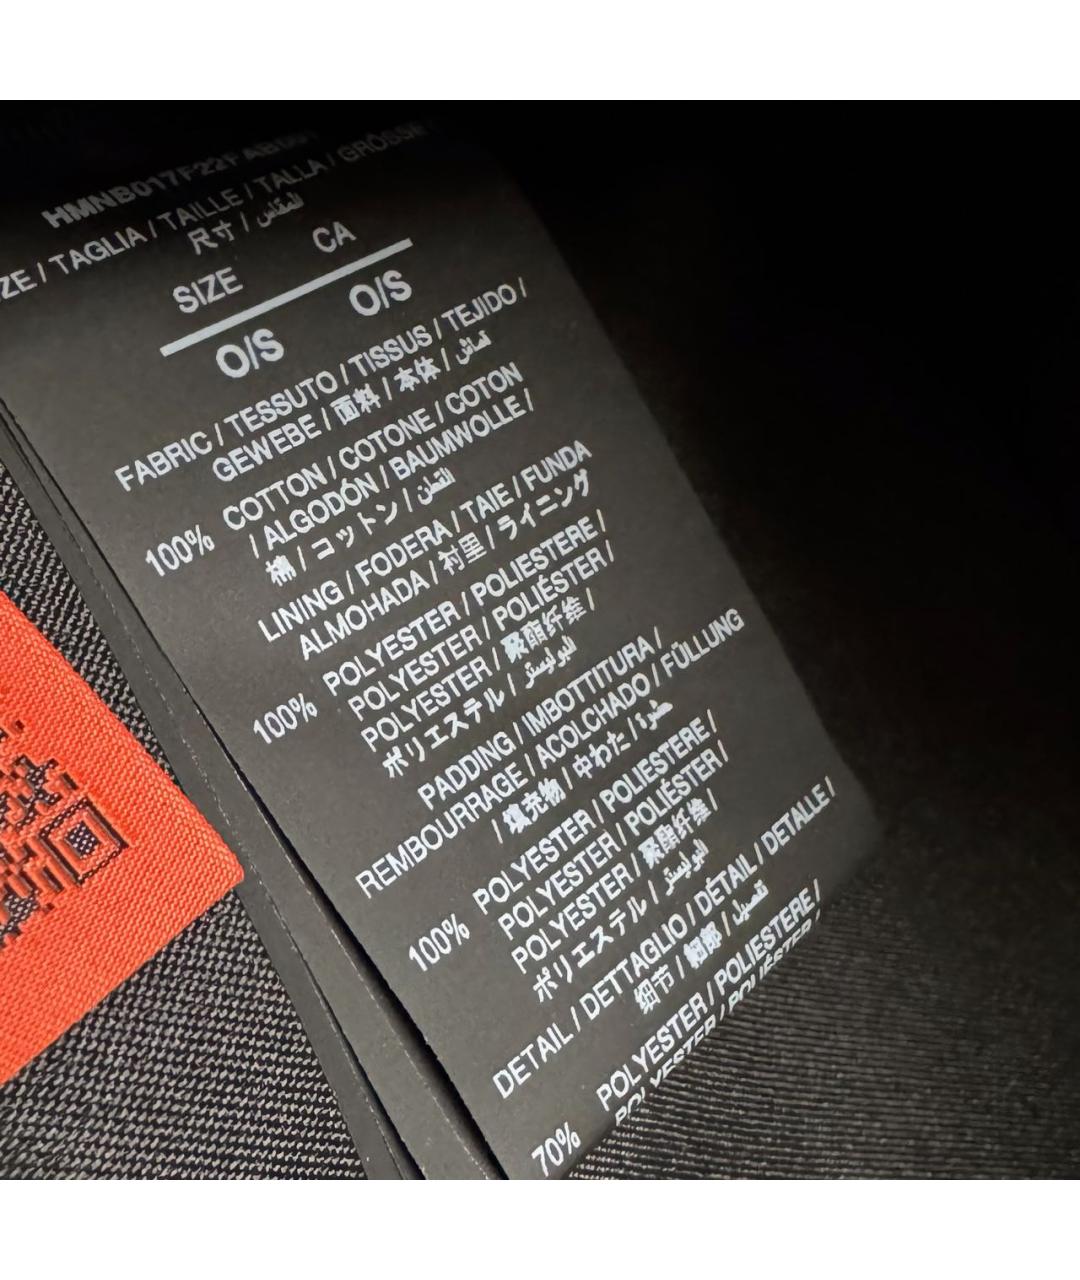 HMNB017F22FAB001
ZE / TAGLIA / TAILLE / TALLA / GRÖSSE
尺寸 / المقاس
SIZE CA
O/S O/S
FABRIC / TESSUTO / TISSUS / TEJIDO /
GEWEBE / 面料 / 本体 / قماش
100% COTTON / COTONE / COTON
/ ALGODÓN / BAUMWOLLE /
棉 / コットン / القطن
LINING / FODERA / TAIE / FUNDA
ALMOHADA / 衬里 / ライニング
100% POLYESTER / POLIESTERE /
POLYESTER / POLIÉSTER /
POLYESTER / 聚酯纤维 /
ポリエステル / البوليستر
PADDING / IMBOTTITURA /
REMBOURRAGE / ACOLCHADO / FÜLLUNG
/ 填充物 / 中わた / حشوة
100% POLYESTER / POLIESTERE /
POLYESTER / POLIÉSTER /
POLYESTER / 聚酯纤维 /
ポリエステル / البوليستر
DETAIL / DETTAGLIO / DÉTAIL / DETALLE /
细节 / 細部 / تفصيل
70% POLYESTER / POLIESTERE /
POLYESTER / POLIÉSTER